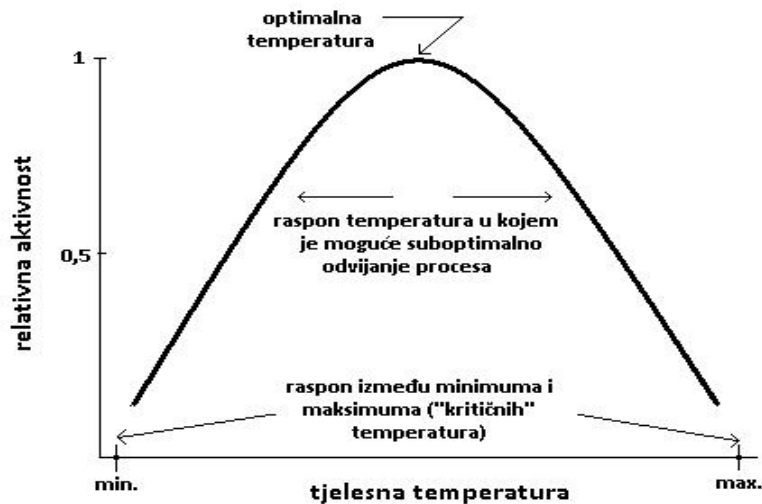 optimalna
temperatura
1
relativna aktivnost
raspon temperatura u kojem
je moguće suboptimalno
odvijanje procesa
0,5
raspon između minimuma i
maksimuma ("kritičnih"
temperatura)
min.
tjelesna temperatura
max.